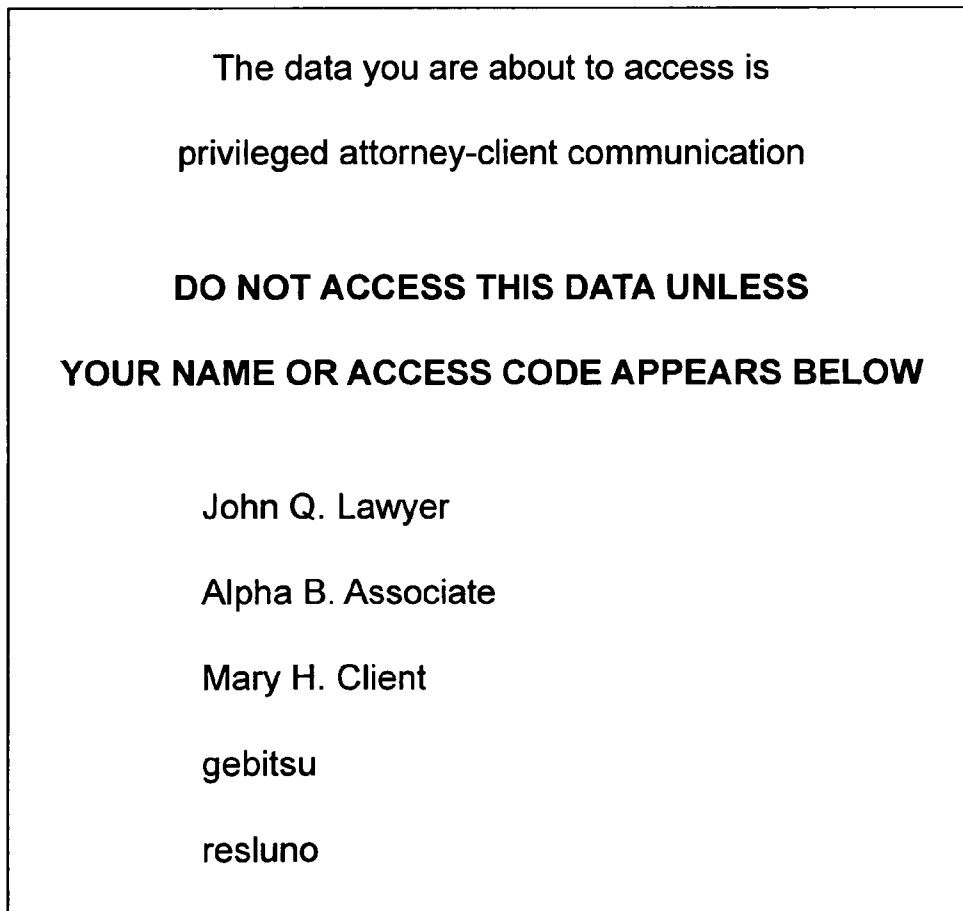 The data you are about to access is
privileged attorney-client communication
DO NOT ACCESS THIS DATA UNLESS
YOUR NAME OR ACCESS CODE APPEARS BELOW
John Q. Lawyer
Alpha B. Associate
Mary H. Client
gebitsu
resluno